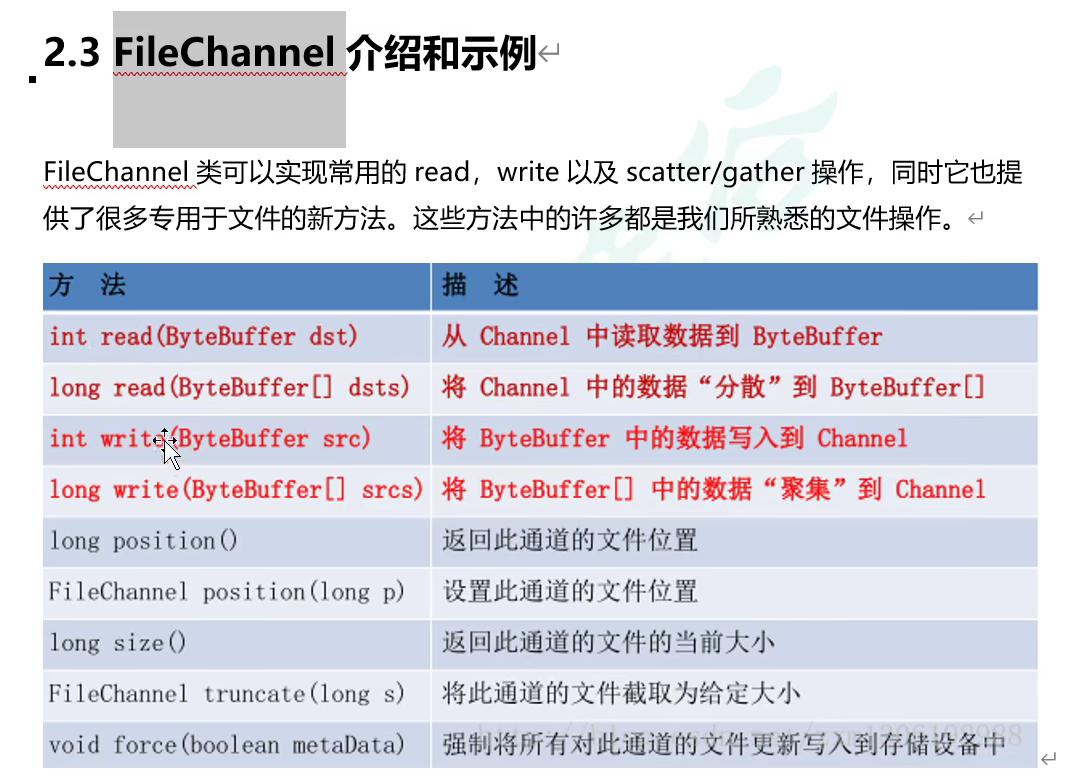 2.3 FileChannel 介绍和示例
FileChannel 类可以实现常用的 read，write 以及 scatter/gather 操作，同时它也提
供了很多专用于文件的新方法。这些方法中的许多都是我们所熟悉的文件操作。
方 法 描 述
int read(ByteBuffer dst) 从 Channel 中读取数据到 ByteBuffer
long read(ByteBuffer[] dsts) 将 Channel 中的数据“分散”到 ByteBuffer[]
int write(ByteBuffer src) 将 ByteBuffer 中的数据写入到 Channel
long write(ByteBuffer[] srcs) 将 ByteBuffer[] 中的数据“聚集”到 Channel
long position() 返回此通道的文件位置
FileChannel position(long p) 设置此通道的文件位置
long size() 返回此通道的文件的当前大小
FileChannel truncate(long s) 将此通道的文件截取为给定大小
void force(boolean metaData) 强制将所有对此通道的文件更新写入到存储设备中